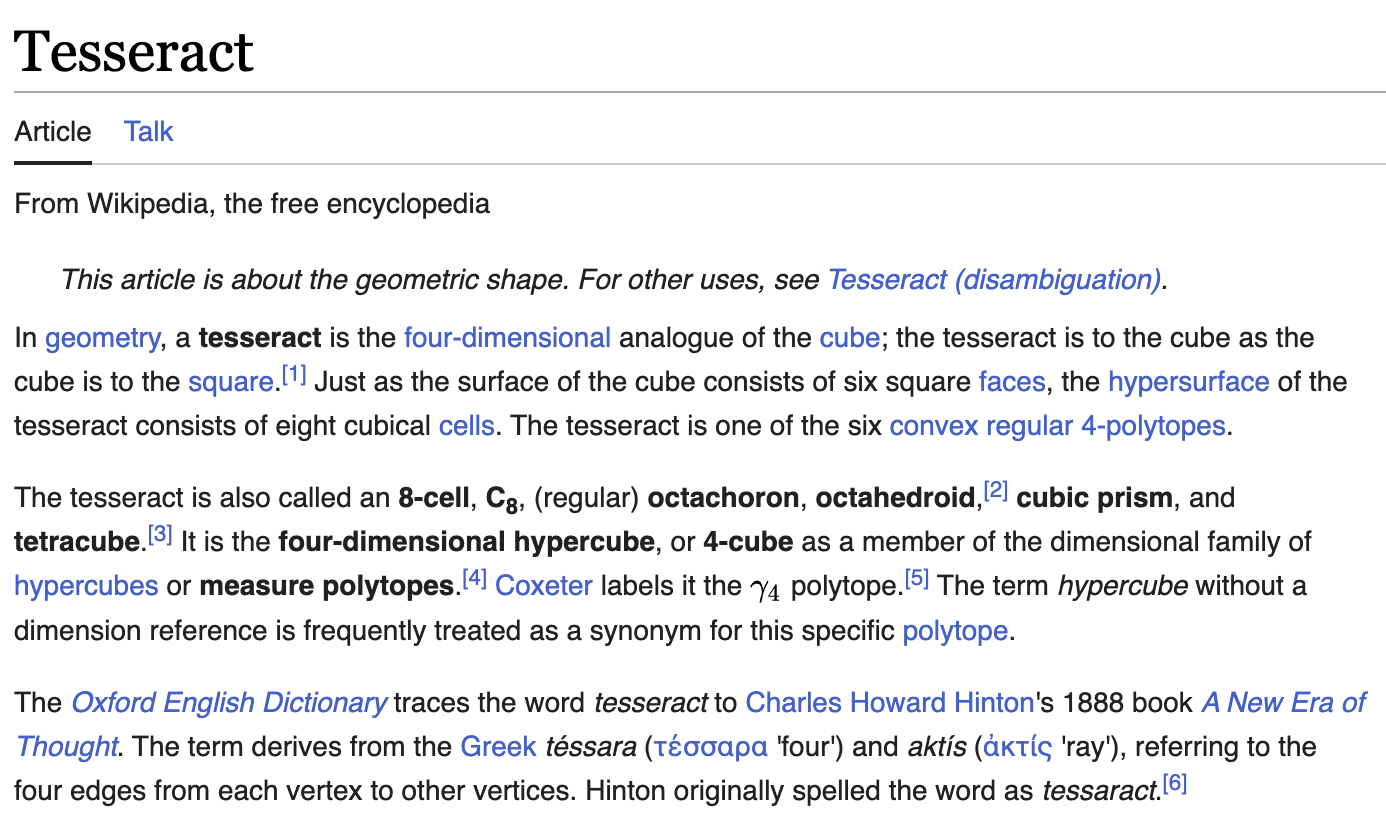 Tesseract
Article Talk
From Wikipedia, the free encyclopedia
This article is about the geometric shape. For other uses, see Tesseract (disambiguation).
In geometry, a tesseract is the four-dimensional analogue of the cube; the tesseract is to the cube as the
cube is to the square.[1] Just as the surface of the cube consists of six square faces, the hypersurface of the
tesseract consists of eight cubical cells. The tesseract is one of the six convex regular 4-polytopes.
The tesseract is also called an 8-cell, C₈, (regular) octachoron, octahedroid,[2] cubic prism, and
tetracube.[3] It is the four-dimensional hypercube, or 4-cube as a member of the dimensional family of
hypercubes or measure polytopes.[4] Coxeter labels it the γ₄ polytope.[5] The term hypercube without a
dimension reference is frequently treated as a synonym for this specific polytope.
The Oxford English Dictionary traces the word tesseract to Charles Howard Hinton's 1888 book A New Era of
Thought. The term derives from the Greek téssara (τέσσαρα 'four') and aktís (ἀκτίς 'ray'), referring to the
four edges from each vertex to other vertices. Hinton originally spelled the word as tessaract.[6]